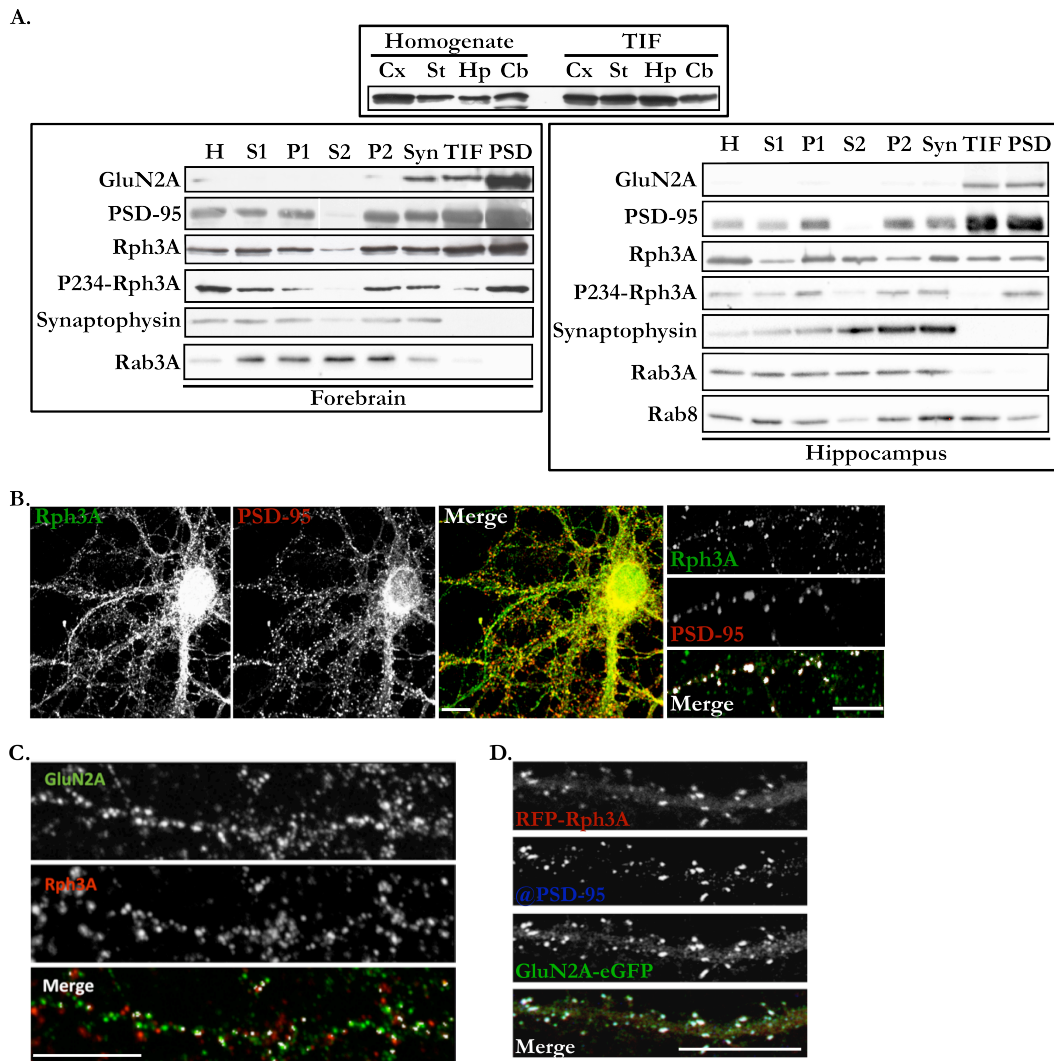 A.
Homogenate TIF
Cx St Hp Cb Cx St Hp Cb
H S1 P1 S2 P2 Syn TIF PSD
GluN2A
PSD-95
Rph3A
P234-Rph3A
Synaptophysin
Rab3A
Forebrain
H S1 P1 S2 P2 Syn TIF PSD
GluN2A
PSD-95
Rph3A
P234-Rph3A
Synaptophysin
Rab3A
Rab8
Hippocampus
B.
Rph3A PSD-95 Merge
Rph3A
PSD-95
Merge
C.
GluN2A
Rph3A
Merge
D.
RFP-Rph3A
@PSD-95
GluN2A-eGFP
Merge